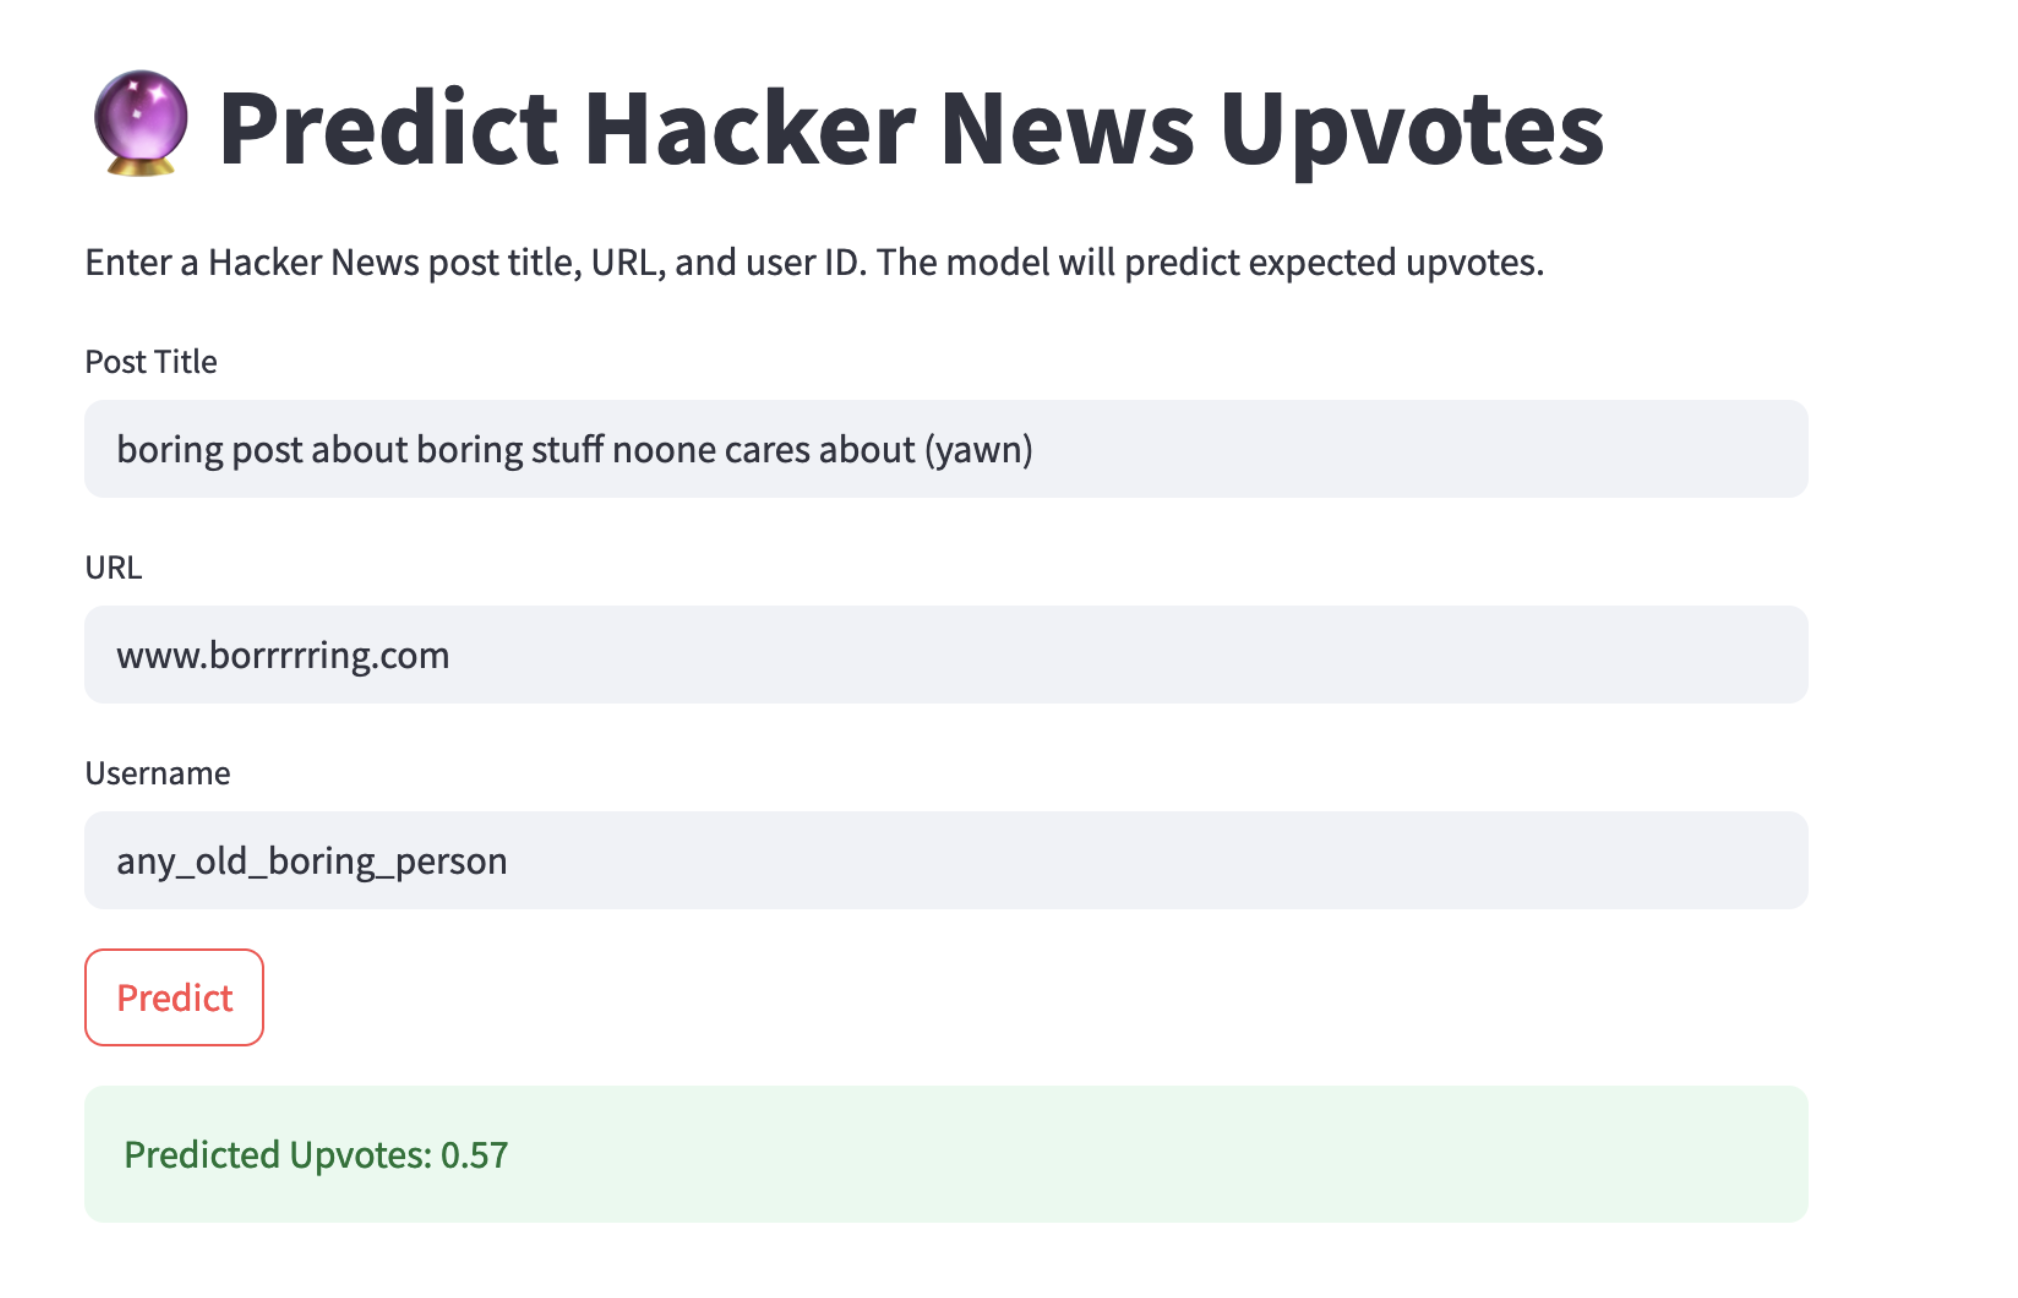 Predict Hacker News Upvotes
Enter a Hacker News post title, URL, and user ID. The model will predict expected upvotes.
Post Title
boring post about boring stuff noone cares about (yawn)
URL
www.borrrrring.com
Username
any_old_boring_person
Predict
Predicted Upvotes: 0.57